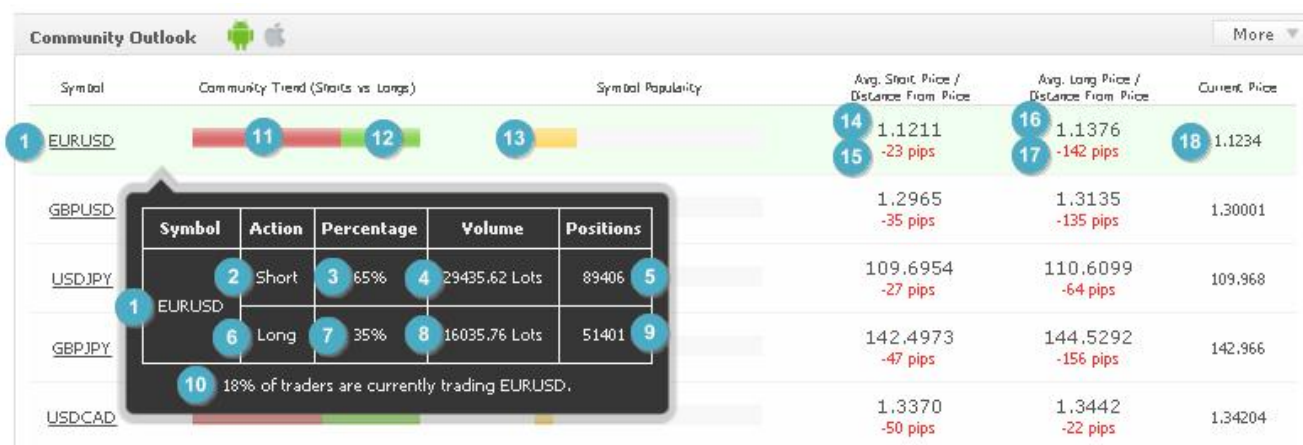 Community Outlook More
Symbol Community Trend (Shorts vs Longs) Symbol Popularity Avg. Short Price / Distance From Price Avg. Long Price / Distance From Price Current Price
1 EURUSD 11 12 13 14 1.1211 16 1.1376 18 1.1234
15 -23 pips 17 -142 pips
GBPUSD 1.2965 1.3135 1.30001
-35 pips -135 pips
Symbol Action Percentage Volume Positions
USDJPY 109.6954 110.6099 109.968
-27 pips -64 pips
2 Short 3 65% 4 29435.62 Lots 89406 5
1 EURUSD
6 Long 7 35% 8 16035.76 Lots 51401 9
GBPJPY 142.4973 144.5292 142.966
-47 pips -156 pips
10 18% of traders are currently trading EURUSD.
USDCAD 1.3370 1.3442 1.34204
-50 pips -22 pips